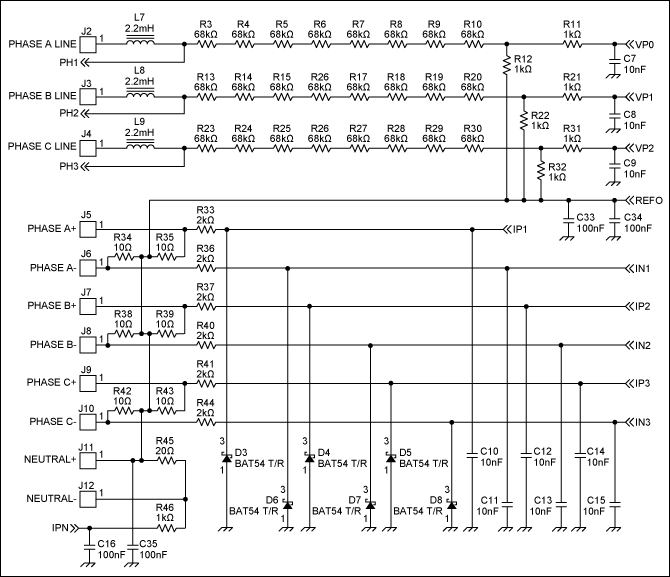 L7
2.2mH
J2
PHASE A LINE
1
PH1
R3 68kΩ
R4 68kΩ
R5 68kΩ
R6 68kΩ
R7 68kΩ
R8 68kΩ
R9 68kΩ
R10 68kΩ
R11 1kΩ
VP0
R12 1kΩ
C7 10nF
L8
2.2mH
J3
PHASE B LINE
1
PH2
R13 68kΩ
R14 68kΩ
R15 68kΩ
R26 68kΩ
R17 68kΩ
R18 68kΩ
R19 68kΩ
R20 68kΩ
R21 1kΩ
VP1
R22 1kΩ
C8 10nF
L9
2.2mH
J4
PHASE C LINE
1
PH3
R23 68kΩ
R24 68kΩ
R25 68kΩ
R26 68kΩ
R27 68kΩ
R28 68kΩ
R29 68kΩ
R30 68kΩ
R31 1kΩ
VP2
R32 1kΩ
C9 10nF
REFO
C33 100nF
C34 100nF
J5
PHASE A+
1
R33 2kΩ
IP1
R34 10Ω
R35 10Ω
J6
PHASE A-
1
R36 2kΩ
IN1
J7
PHASE B+
1
R37 2kΩ
IP2
R38 10Ω
R39 10Ω
J8
PHASE B-
1
R40 2kΩ
IN2
J9
PHASE C+
1
R41 2kΩ
IP3
R42 10Ω
R43 10Ω
J10
PHASE C-
1
R44 2kΩ
IN3
J11
NEUTRAL+
1
R45 20Ω
3 D3 BAT54 T/R 1
3 D4 BAT54 T/R 1
3 D5 BAT54 T/R 1
C10 10nF
C12 10nF
C14 10nF
J12
NEUTRAL-
1
D6 3 BAT54 T/R 1
D7 3 BAT54 T/R 1
D8 3 BAT54 T/R 1
C11 10nF
C13 10nF
C15 10nF
IPN
R46 1kΩ
C16 100nF
C35 100nF